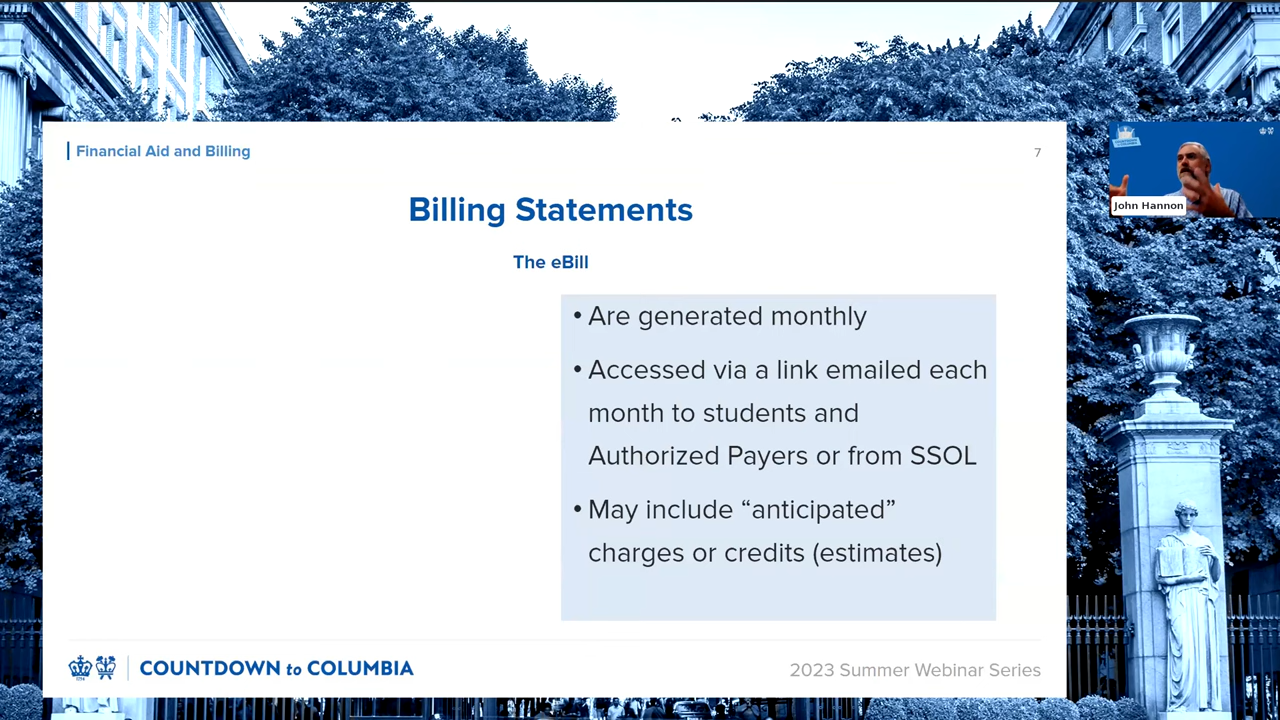 Financial Aid and Billing
7
Billing Statements
The eBill
• Are generated monthly
• Accessed via a link emailed each
month to students and
Authorized Payers or from SSOL
• May include “anticipated”
charges or credits (estimates)
COUNTDOWN to COLUMBIA
2023 Summer Webinar Series
John Hannon